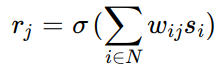 r_j = σ(∑_{i∈N} w_{ij}s_i)